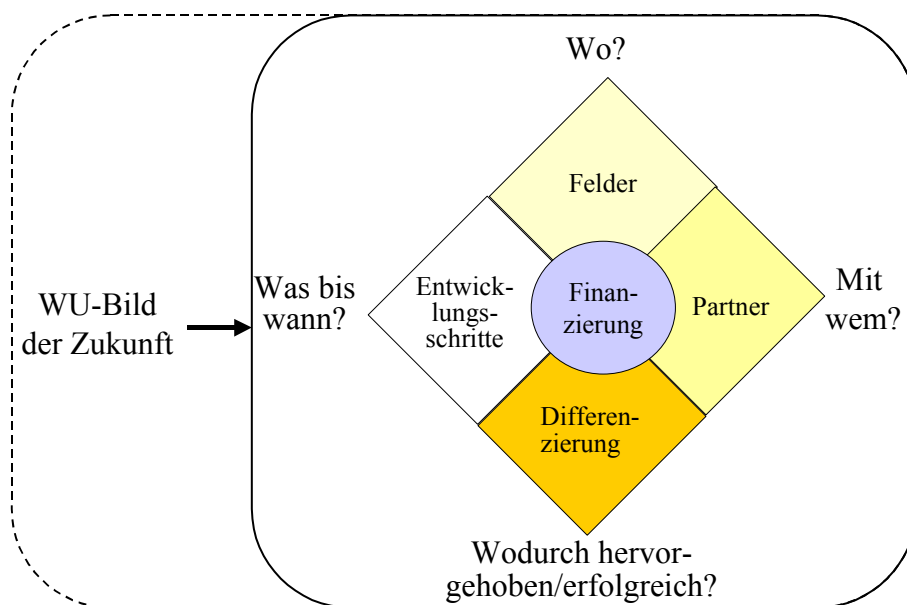 Wo?
Felder
WU-Bild
der Zukunft
Was bis
wann?
Entwick-
lungs-
schritte
Finan-
zierung
Partner
Mit
wem?
Differen-
zierung
Wodurch hervor-
gehoben/erfolgreich?